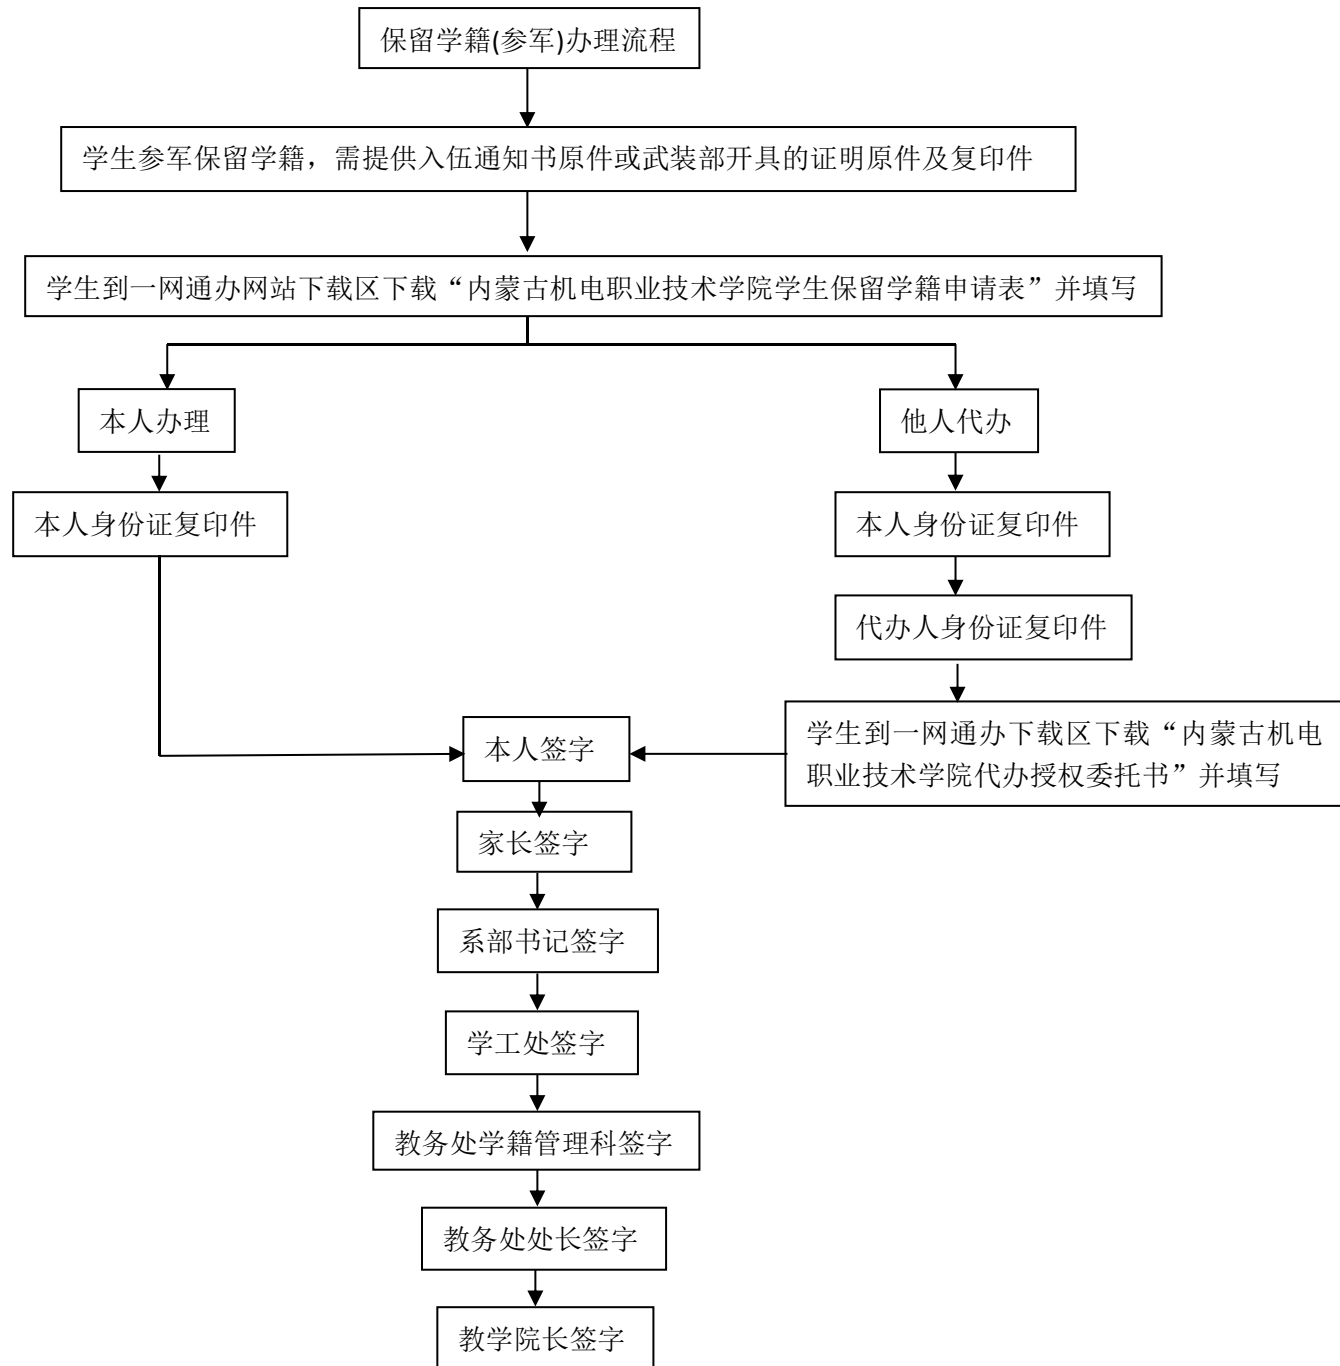 保留学籍(参军)办理流程
学生参军保留学籍，需提供入伍通知书原件或武装部开具的证明原件及复印件
学生到一网通办网站下载区下载“内蒙古机电职业技术学院学生保留学籍申请表”并填写
本人办理
他人代办
本人身份证复印件
本人身份证复印件
代办人身份证复印件
学生到一网通办下载区下载“内蒙古机电
职业技术学院代办授权委托书”并填写
本人签字
家长签字
系部书记签字
学工处签字
教务处学籍管理科签字
教务处处长签字
教学院长签字